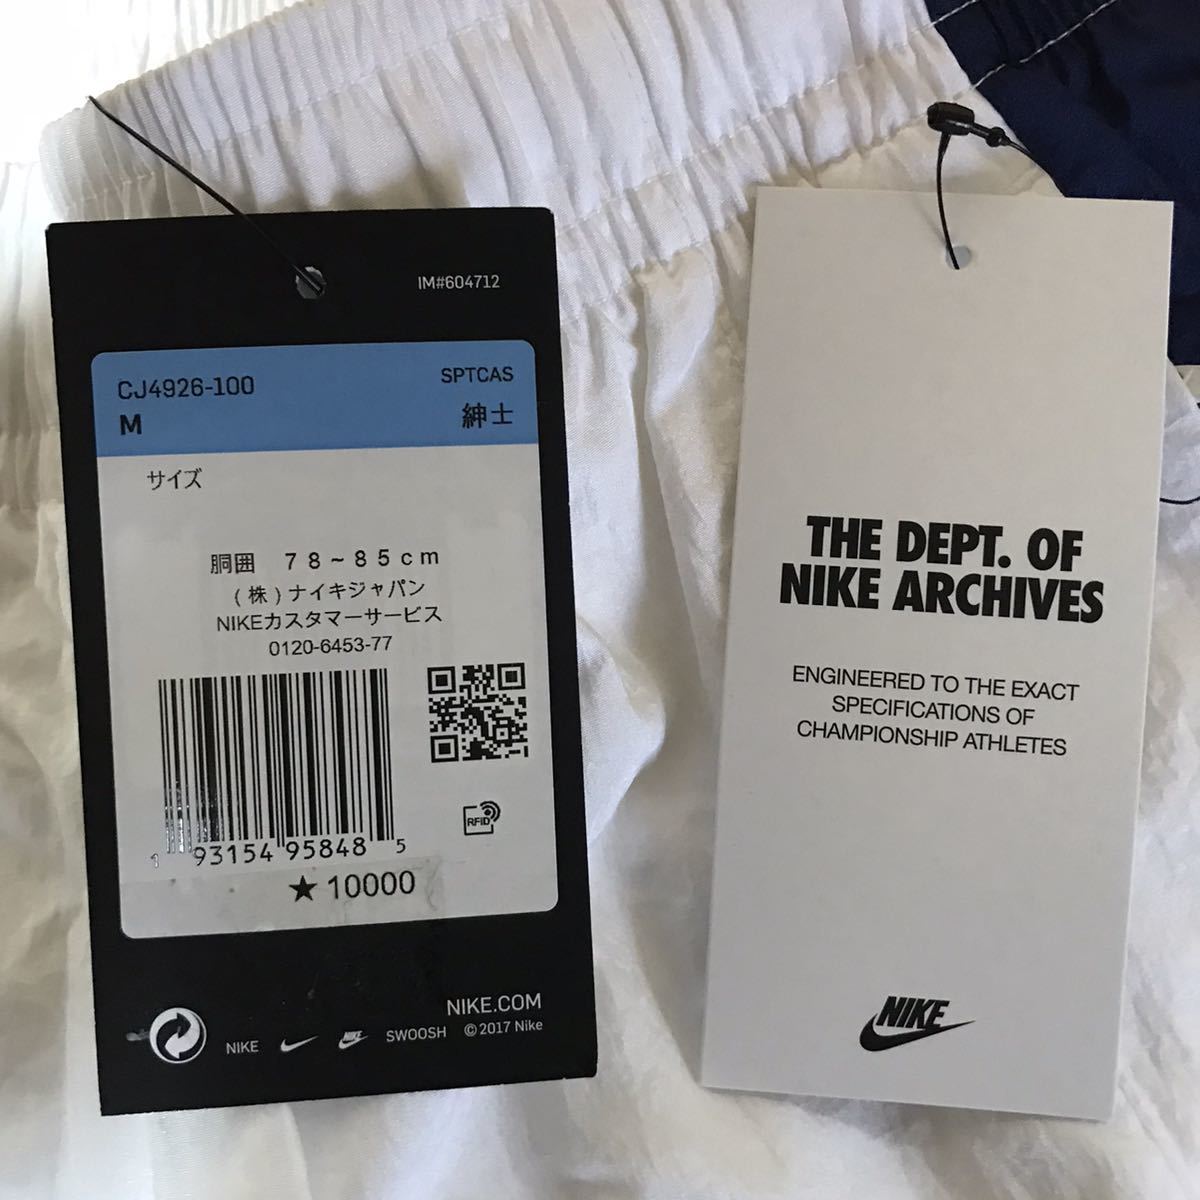 IM#604712
CJ4926-100
SPTCAS
M
紳士
サイズ
胴囲 78~85cm
(株)ナイキジャパン
NIKEカスタマーサービス
0120-6453-77
RFID
1 93154 95848 5
★10000
NIKE.COM
NIKE NIKE SWOOSH ©2017 Nike
THE DEPT. OF
NIKE ARCHIVES
ENGINEERED TO THE EXACT
SPECIFICATIONS OF
CHAMPIONSHIP ATHLETES
NIKE